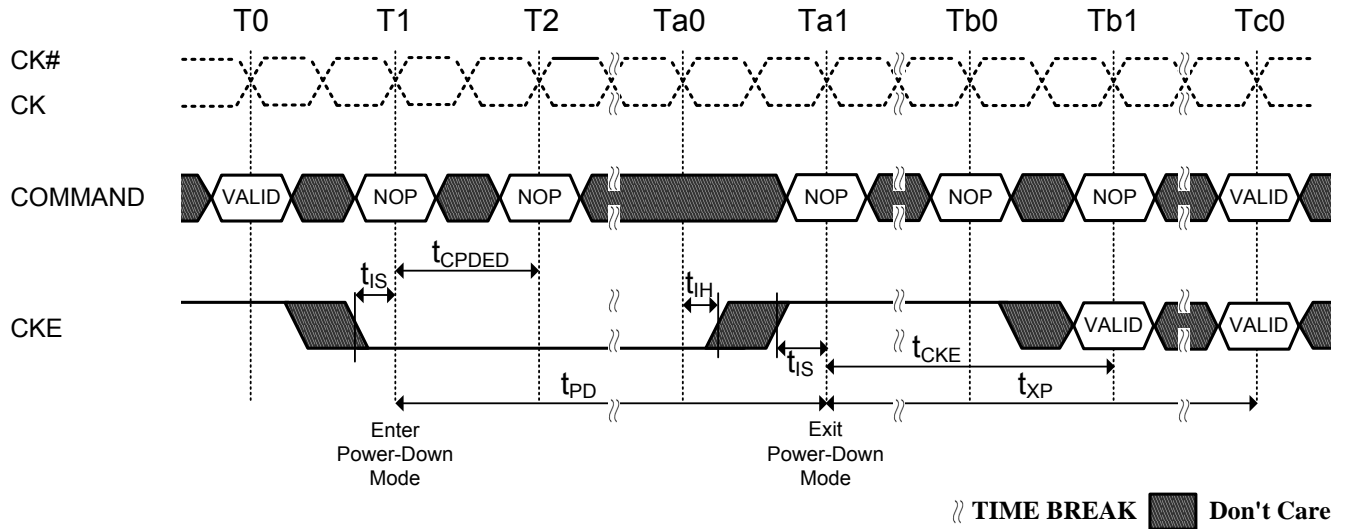 T0 T1 T2 Ta0 Ta1 Tb0 Tb1 Tc0
CK#
CK
COMMAND VALID NOP NOP NOP NOP NOP VALID
tIS tCPDED tIH
CKE VALID VALID
tIS tCKE
tPD tXP
Enter
Power-Down
Mode
Exit
Power-Down
Mode
TIME BREAK Don't Care